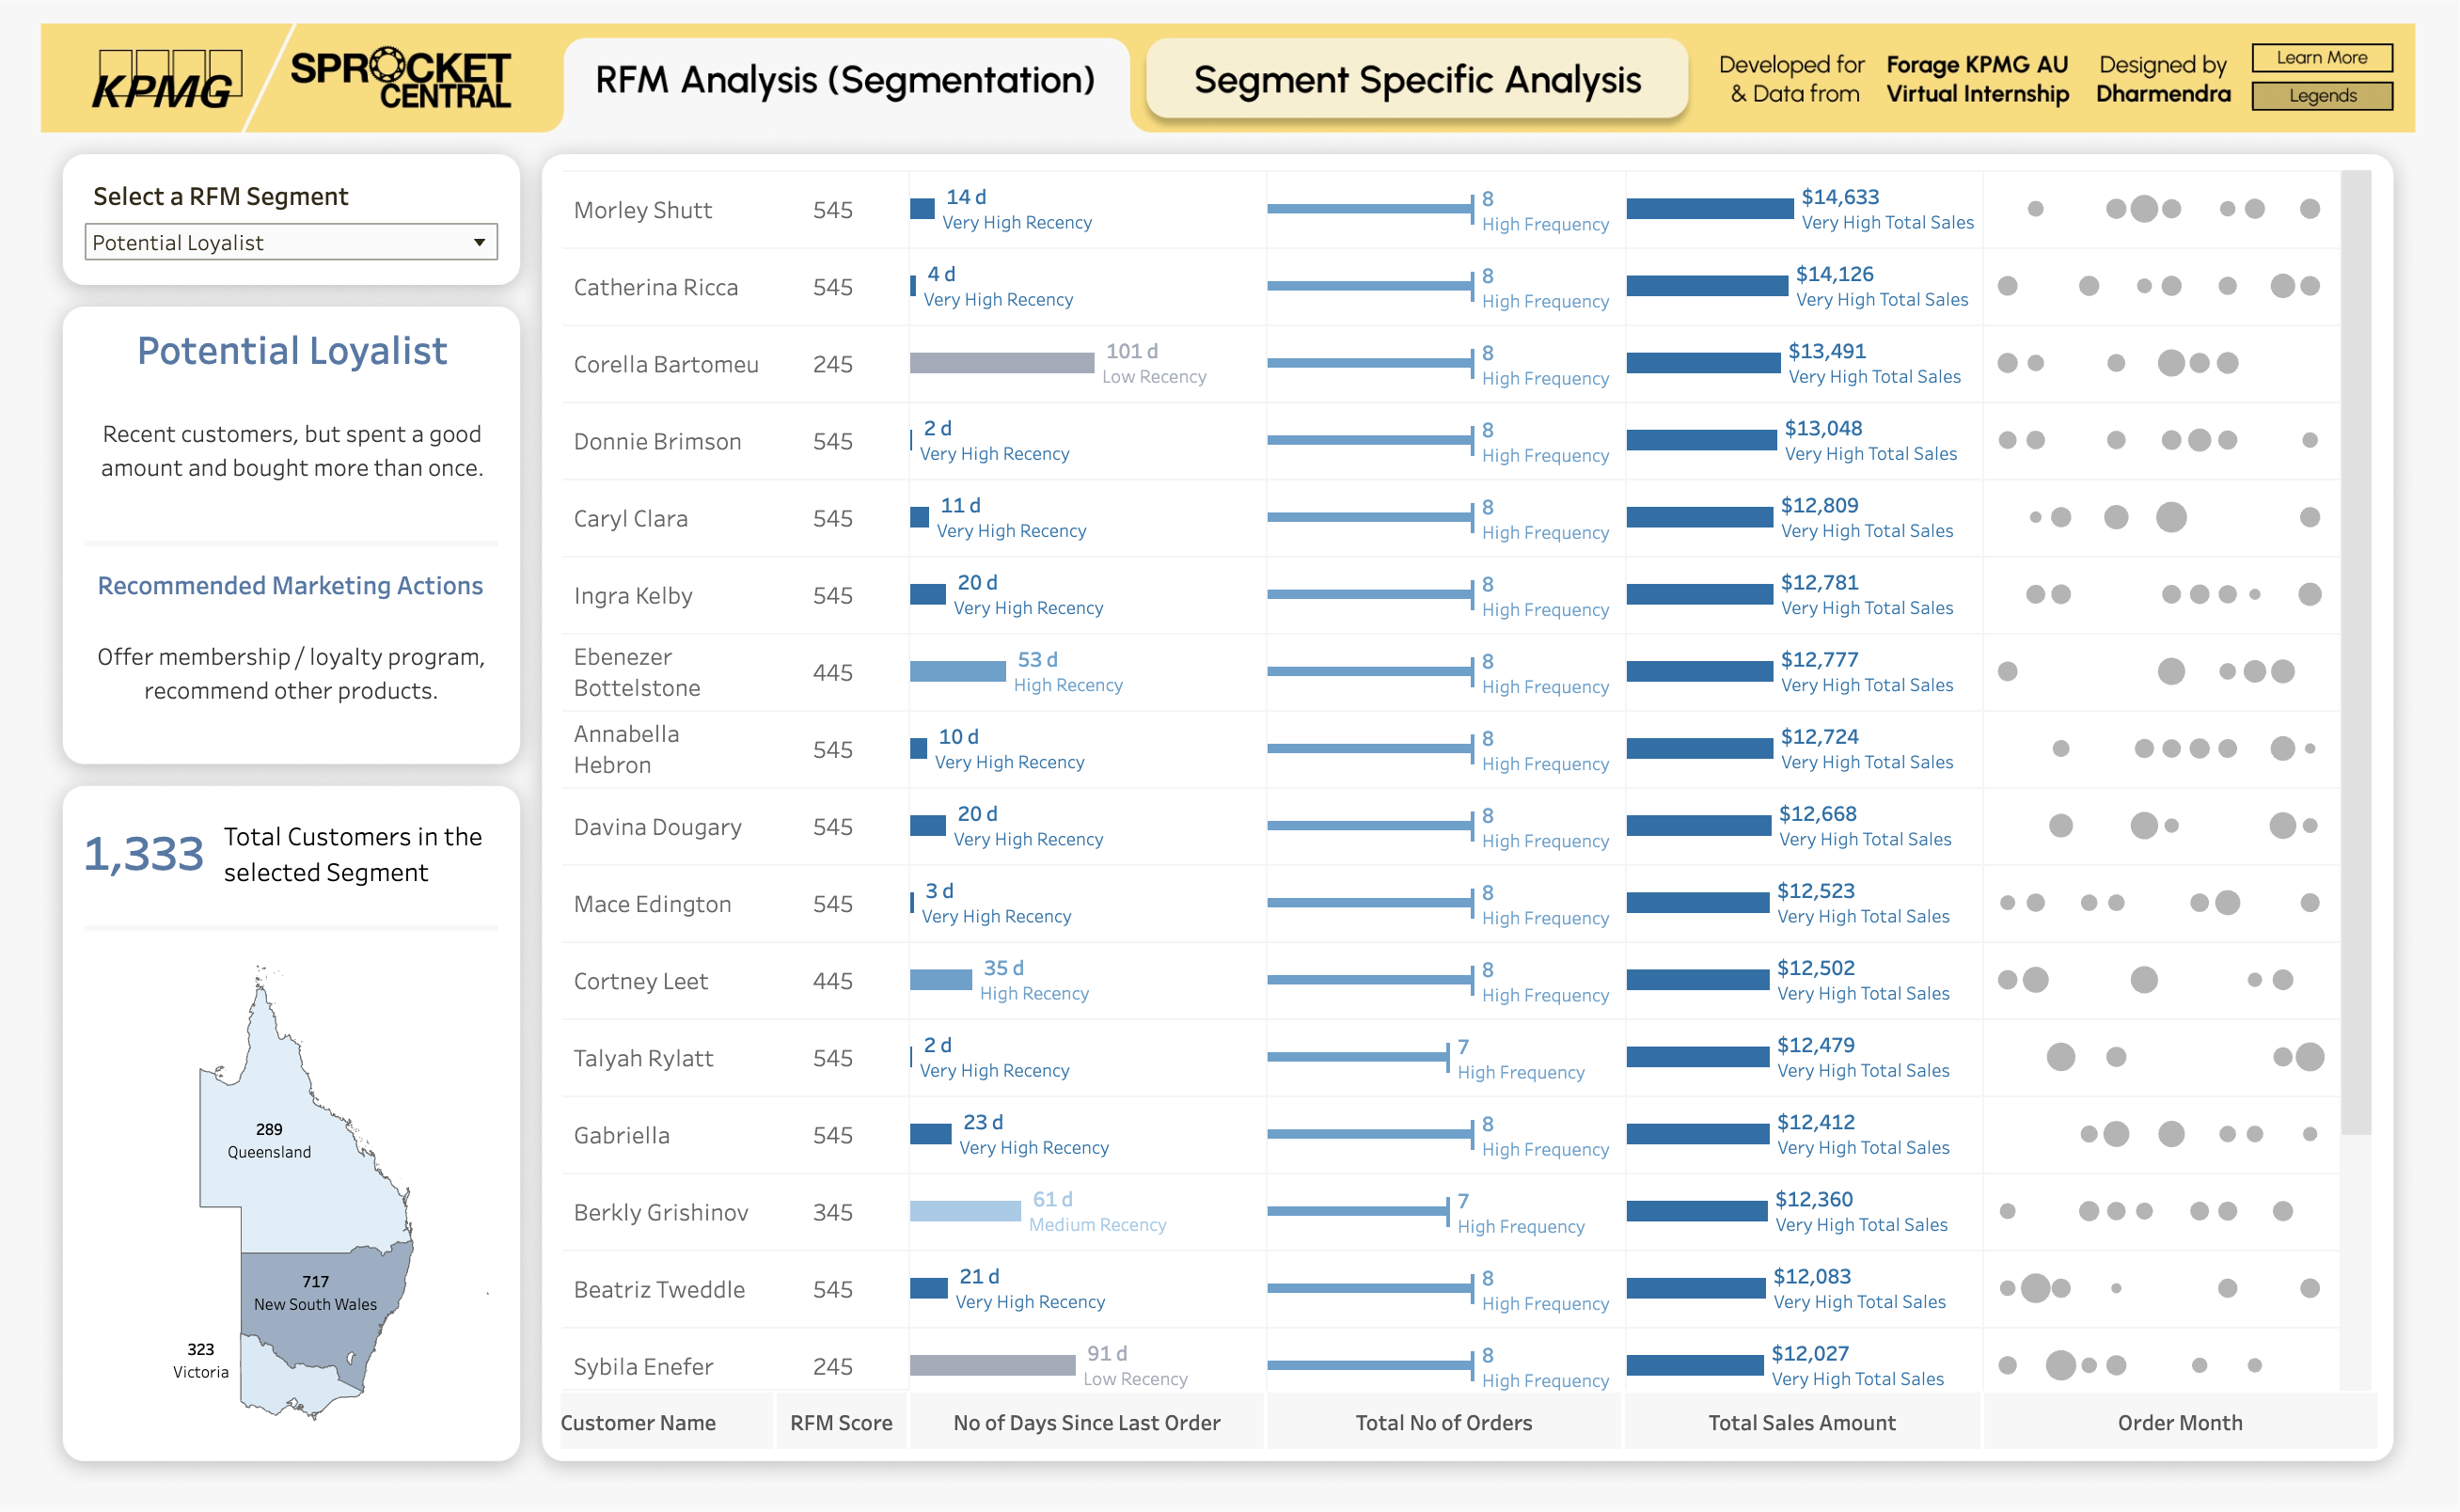 KPMG
SPROCKET
CENTRAL
RFM Analysis (Segmentation)
Segment Specific Analysis
Developed for
& Data from
Forage KPMG AU
Virtual Internship
Designed by
Dharmendra
Learn More
Legends
Select a RFM Segment
Potential Loyalist
Potential Loyalist
Recent customers, but spent a good
amount and bought more than once.
Recommended Marketing Actions
Offer membership / loyalty program,
recommend other products.
1,333
Total Customers in the
selected Segment
289
Queensland
717
New South Wales
323
Victoria
Morley Shutt 545 14 d Very High Recency 8 High Frequency $14,633 Very High Total Sales
Catherina Ricca 545 4 d Very High Recency 8 High Frequency $14,126 Very High Total Sales
Corella Bartomeu 245 101 d Low Recency 8 High Frequency $13,491 Very High Total Sales
Donnie Brimson 545 2 d Very High Recency 8 High Frequency $13,048 Very High Total Sales
Caryl Clara 545 11 d Very High Recency 8 High Frequency $12,809 Very High Total Sales
Ingra Kelby 545 20 d Very High Recency 8 High Frequency $12,781 Very High Total Sales
Ebenezer Bottelstone 445 53 d High Recency 8 High Frequency $12,777 Very High Total Sales
Annabella Hebron 545 10 d Very High Recency 8 High Frequency $12,724 Very High Total Sales
Davina Dougary 545 20 d Very High Recency 8 High Frequency $12,668 Very High Total Sales
Mace Edington 545 3 d Very High Recency 8 High Frequency $12,523 Very High Total Sales
Cortney Leet 445 35 d High Recency 8 High Frequency $12,502 Very High Total Sales
Talyah Rylatt 545 2 d Very High Recency 7 High Frequency $12,479 Very High Total Sales
Gabriella 545 23 d Very High Recency 8 High Frequency $12,412 Very High Total Sales
Berkly Grishinov 345 61 d Medium Recency 7 High Frequency $12,360 Very High Total Sales
Beatriz Tweddle 545 21 d Very High Recency 8 High Frequency $12,083 Very High Total Sales
Sybila Enefer 245 91 d Low Recency 8 High Frequency $12,027 Very High Total Sales
Customer Name RFM Score No of Days Since Last Order Total No of Orders Total Sales Amount Order Month